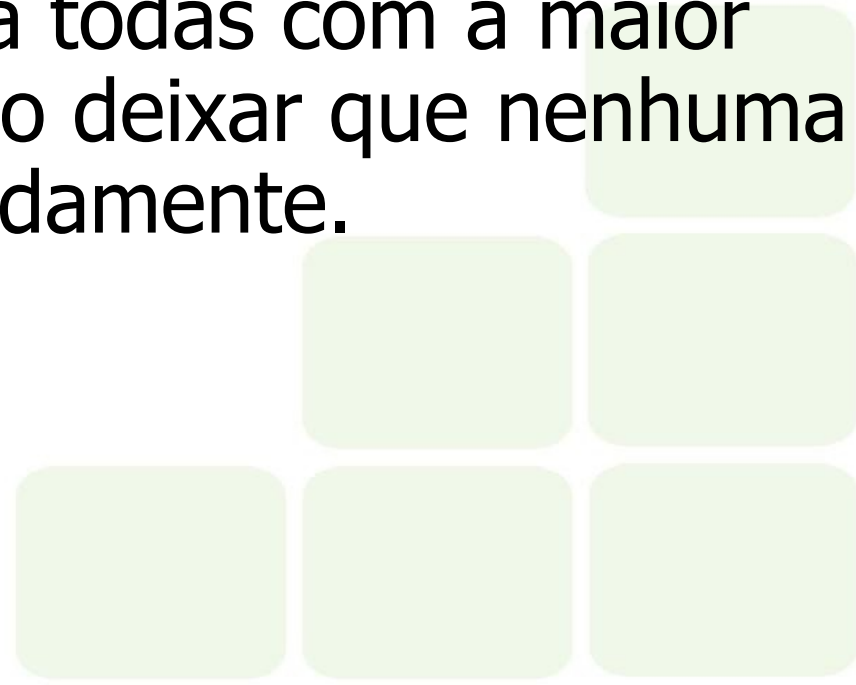 a todas com a maior
o deixar que nenhuma
damente.